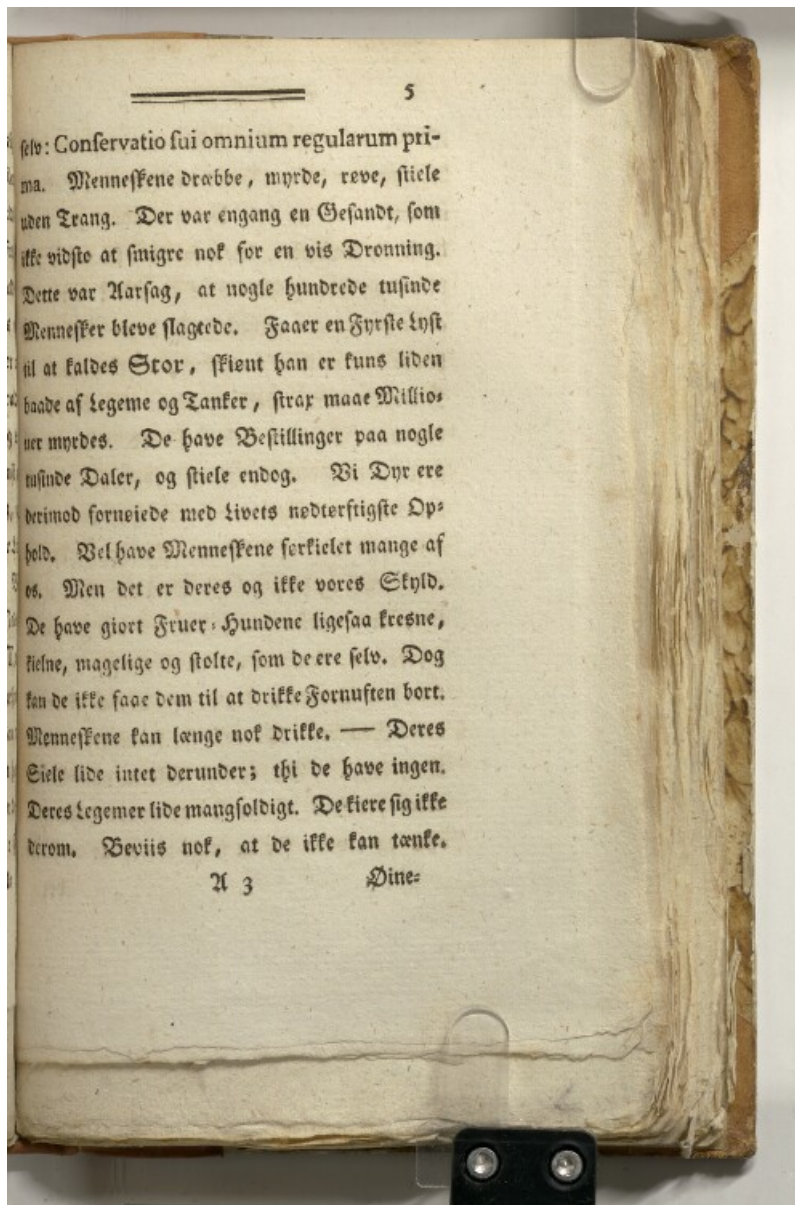 5
selv: Conservatio sui omnium regularum pri-
ma. Menneskene dræbbe, myrde, røve, stiele
uden Trang. Der var engang en Gesandt, som
ikke vidste at smigre nok for en vis Dronning.
Dette var Aarsag, at nogle hundrede tusinde
Mennesker bleve slagtede. Faaer en Fyrste Lyst
til at kaldes Stor, skiønt han er kuns liden
baade af Legeme og Tanker, strax maae Millio-
ner myrdes. De have Bestillinger paa nogle
tusinde Daler, og stiele endog. Vi Dyr ere
derimod fornøiede med Livets nødtørftigste Op-
hold. Vel have Menneskene forkielet mange af
os. Men det er deres og ikke vores Skyld.
De have giort Fruer-Hundene ligesaa kresne,
kielne, magelige og stolte, som de ere selv. Dog
kan de ikke faae dem til at drikke Fornuften bort.
Menneskene kan længe nok drikke. — Deres
Siele lide intet derunder; thi de have ingen.
Deres Legemer lide mangfoldigt. De kiere sig ikke
derom. Beviis nok, at de ikke kan tænke.
A 3 Øine-